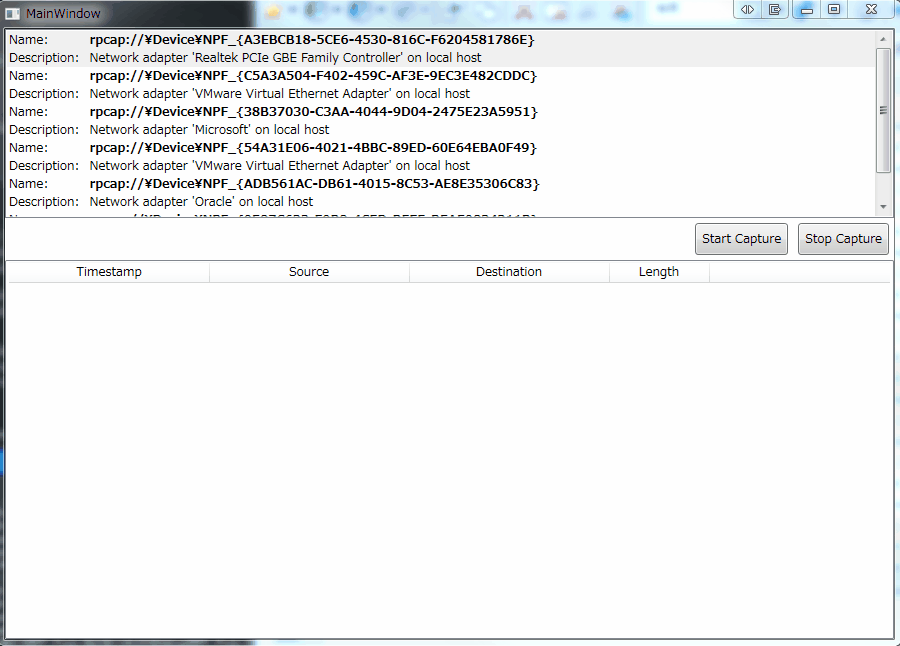 MainWindow
Name: rpcap://¥Device¥NPF_{A3EBCB18-5CE6-4530-816C-F6204581786E}
Description: Network adapter 'Realtek PCIe GBE Family Controller' on local host
Name: rpcap://¥Device¥NPF_{C5A3A504-F402-459C-AF3E-9EC3E482CDDC}
Description: Network adapter 'VMware Virtual Ethernet Adapter' on local host
Name: rpcap://¥Device¥NPF_{38B37030-C3AA-4044-9D04-2475E23A5951}
Description: Network adapter 'Microsoft' on local host
Name: rpcap://¥Device¥NPF_{54A31E06-4021-4BBC-89ED-60E64EBA0F49}
Description: Network adapter 'VMware Virtual Ethernet Adapter' on local host
Name: rpcap://¥Device¥NPF_{ADB561AC-DB61-4015-8C53-AE8E35306C83}
Description: Network adapter 'Oracle' on local host
Start Capture Stop Capture
Timestamp Source Destination Length